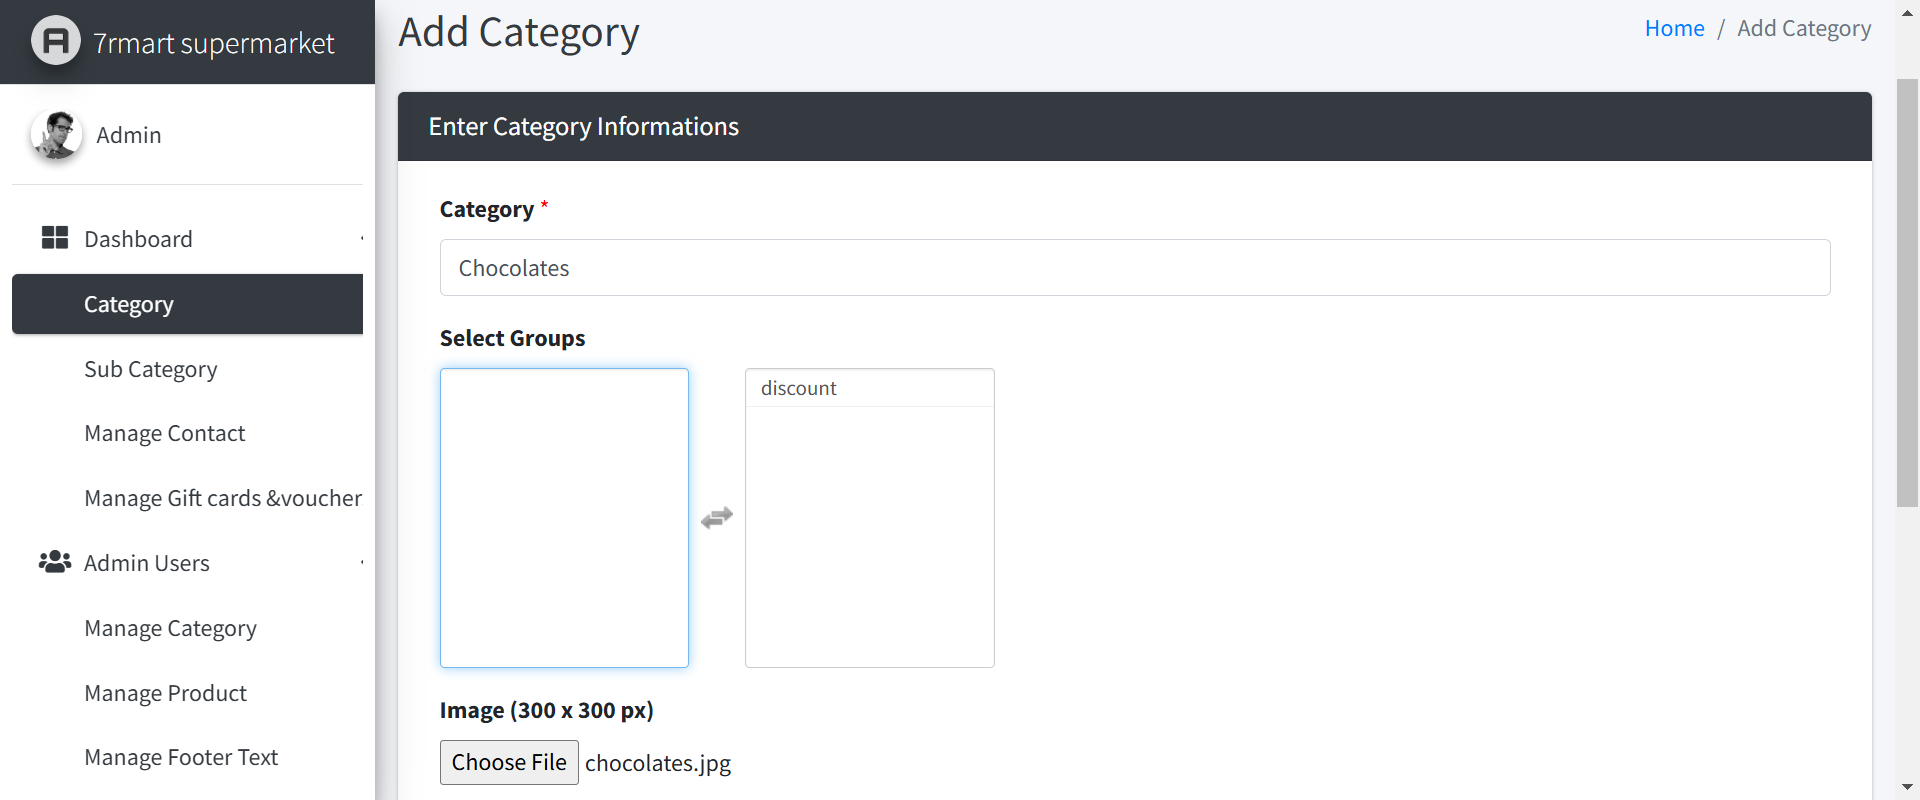 7rmart supermarket
Admin
Dashboard
Category
Sub Category
Manage Contact
Manage Gift cards &voucher
Admin Users
Manage Category
Manage Product
Manage Footer Text
Add Category
Home / Add Category
Enter Category Informations
Category *
Chocolates
Select Groups
discount
Image (300 x 300 px)
Choose File chocolates.jpg